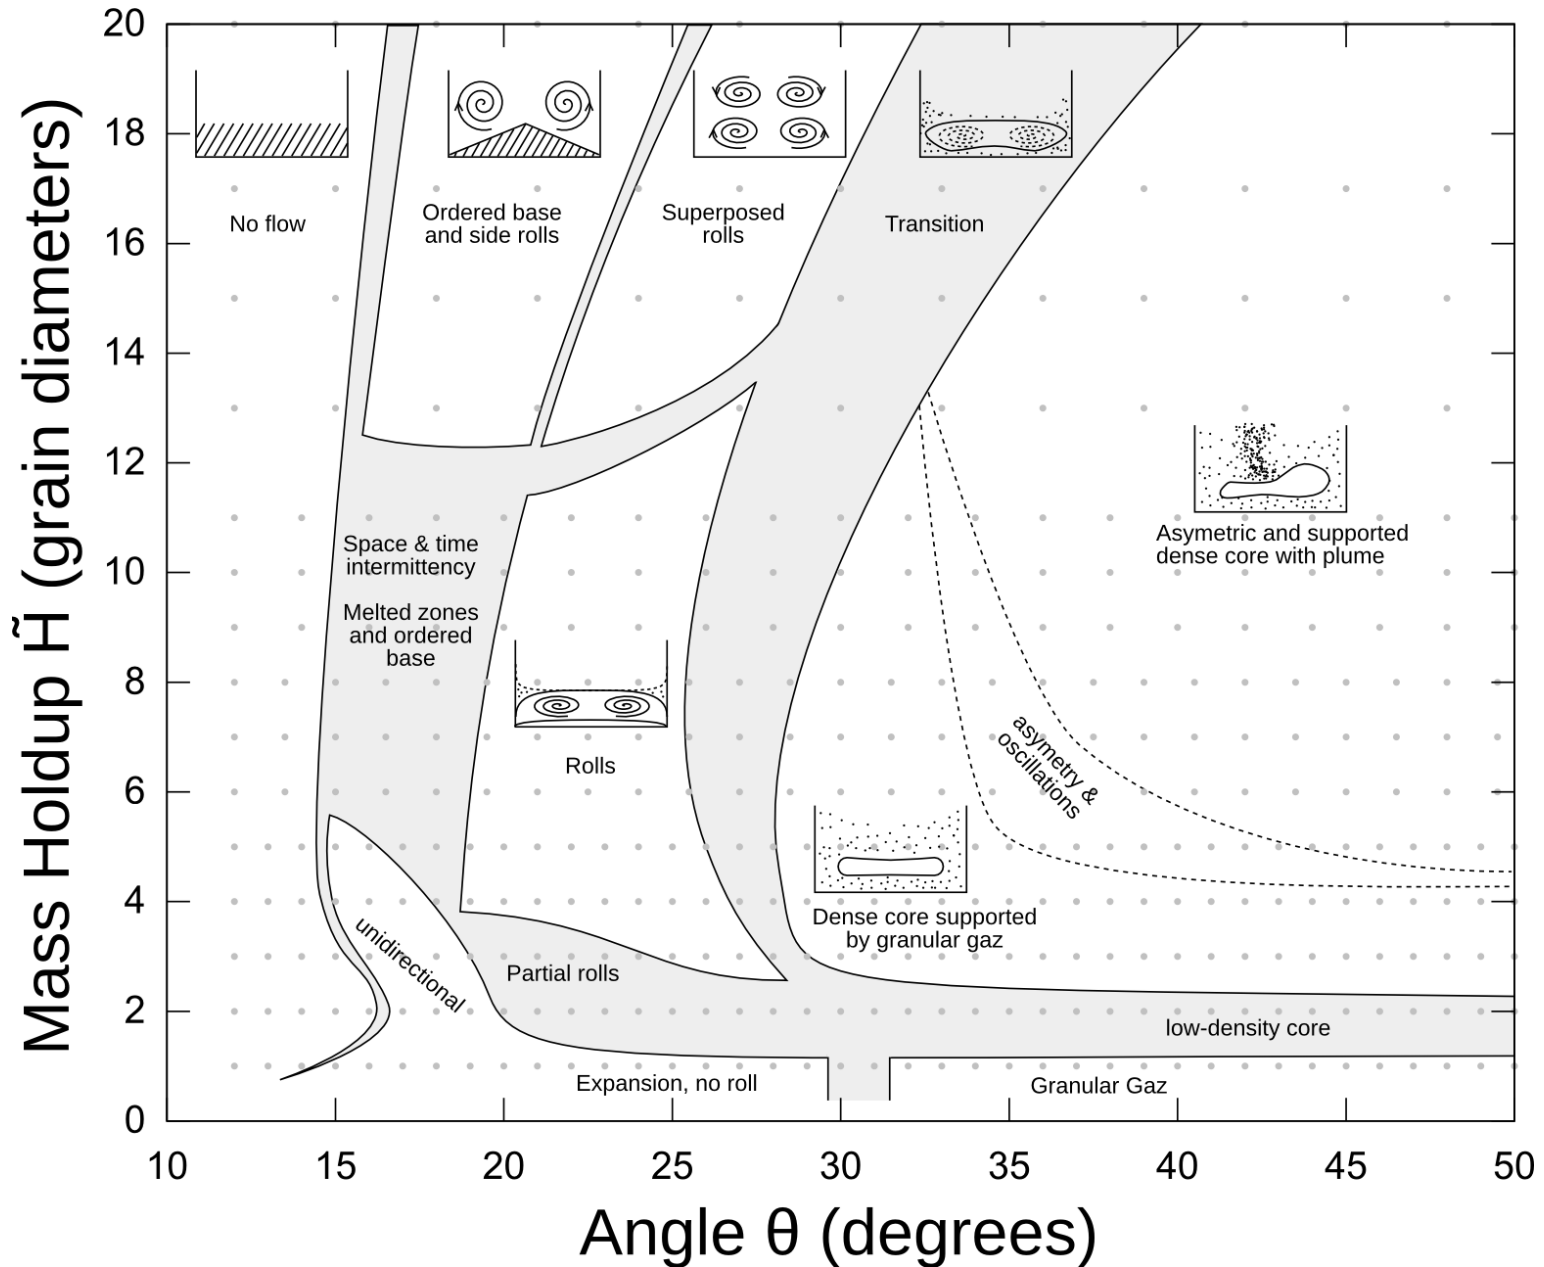 20
18
16
14
12
10
8
6
4
2
0
Mass Holdup H̃ (grain diameters)
No flow
Ordered base
and side rolls
Superposed
rolls
Transition
Space & time
intermittency
Melted zones
and ordered
base
Asymetric and supported
dense core with plume
Rolls
asymetry &
oscillations
Dense core supported
by granular gaz
unidirectional
Partial rolls
low-density core
Expansion, no roll
Granular Gaz
10 15 20 25 30 35 40 45 50
Angle θ (degrees)